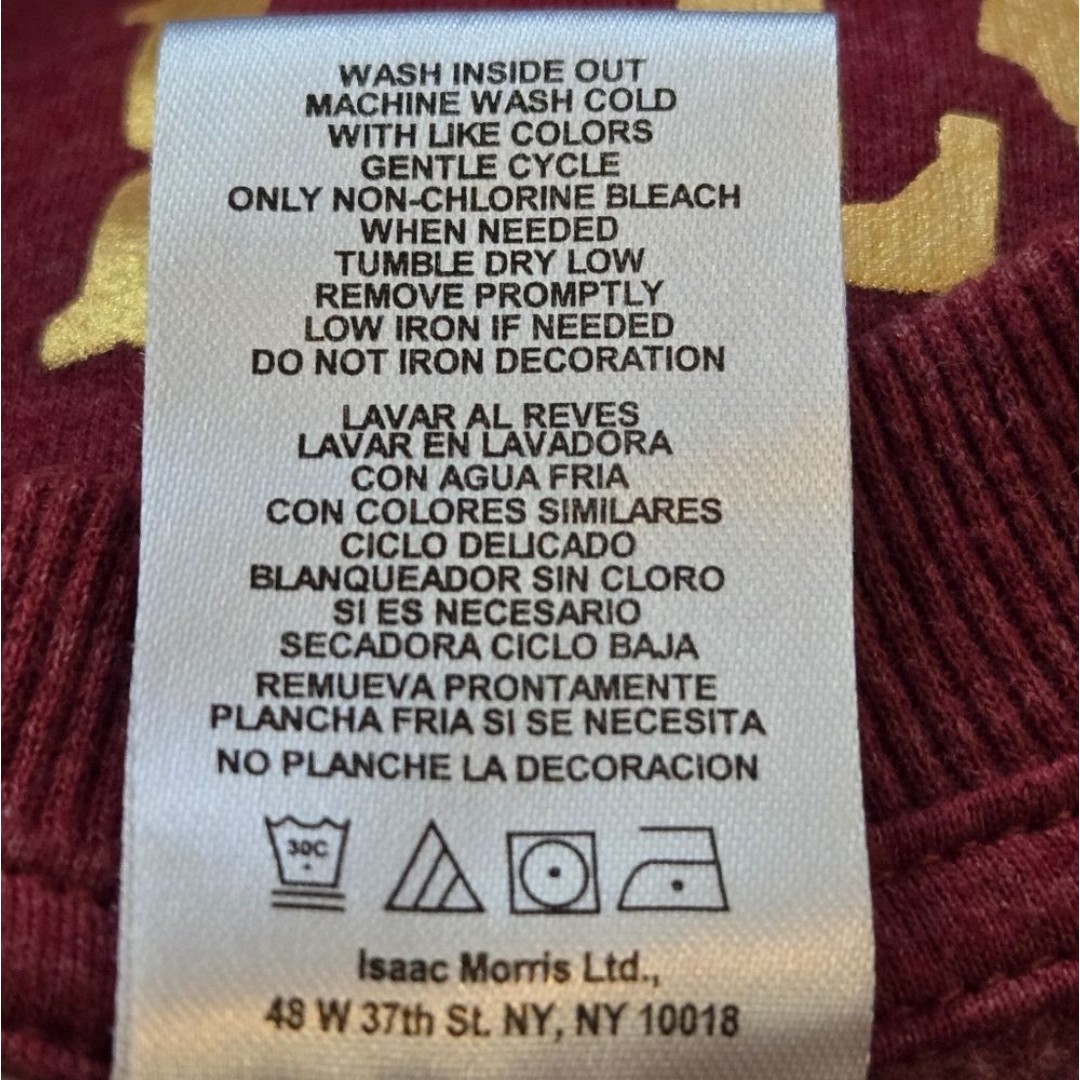 WASH INSIDE OUT
MACHINE WASH COLD
WITH LIKE COLORS
GENTLE CYCLE
ONLY NON-CHLORINE BLEACH
WHEN NEEDED
TUMBLE DRY LOW
REMOVE PROMPTLY
LOW IRON IF NEEDED
DO NOT IRON DECORATION
LAVAR AL REVES
LAVAR EN LAVADORA
CON AGUA FRIA
CON COLORES SIMILARES
CICLO DELICADO
BLANQUEADOR SIN CLORO
SI ES NECESARIO
SECADORA CICLO BAJA
REMUEVA PRONTAMENTE
PLANCHA FRIA SI SE NECESITA
NO PLANCHE LA DECORACION
30C
Isaac Morris Ltd.,
48 W 37th St. NY, NY 10018